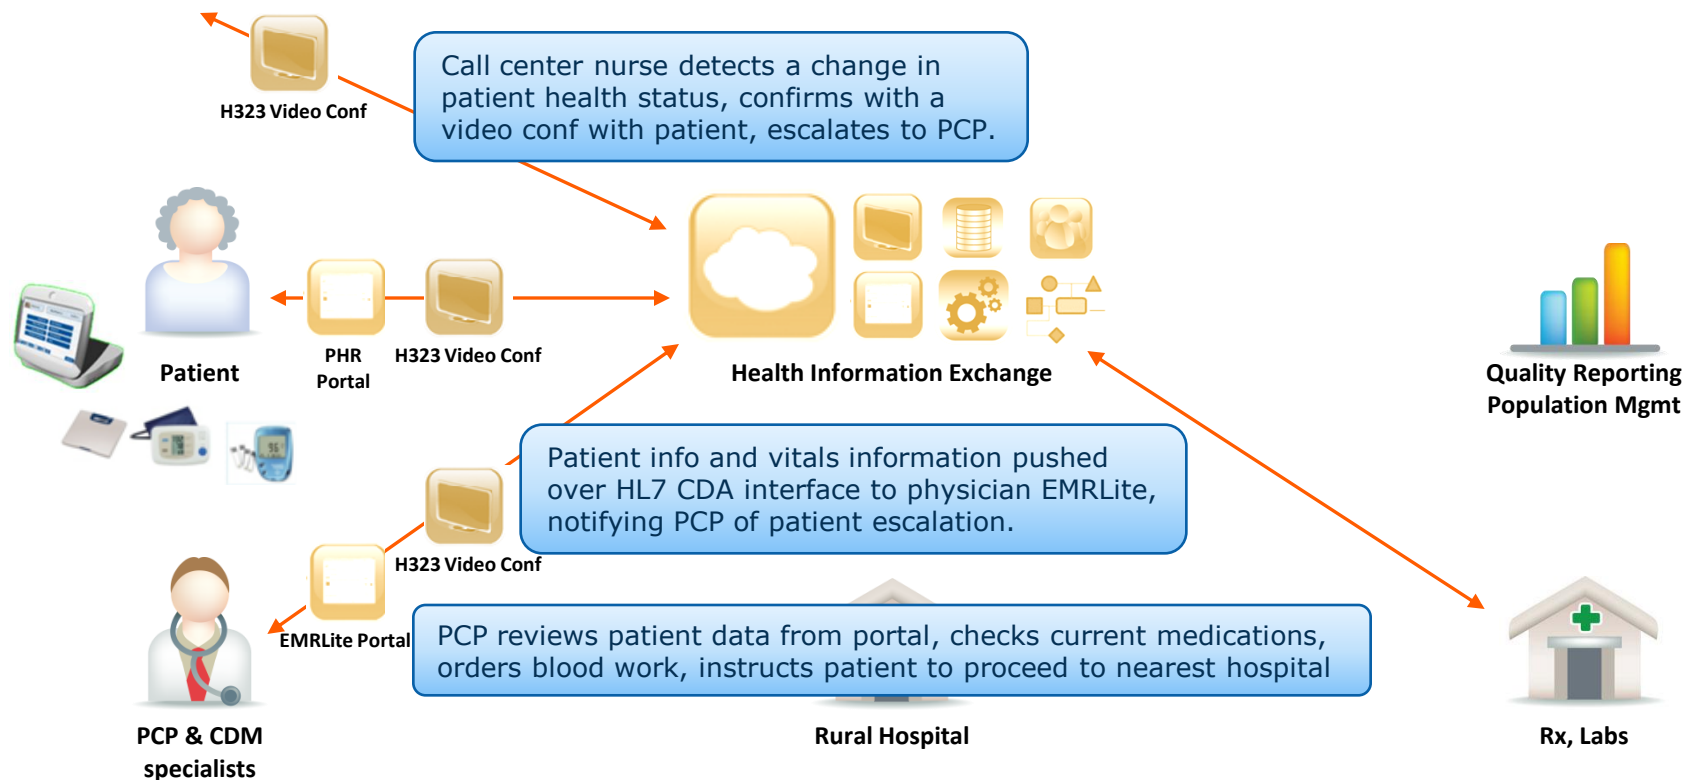 H323 Video Conf
Call center nurse detects a change in
patient health status, confirms with a
video conf with patient, escalates to PCP.
Patient
PHR
Portal
H323 Video Conf
Health Information Exchange
Quality Reporting
Population Mgmt
Patient info and vitals information pushed
over HL7 CDA interface to physician EMRLite,
notifying PCP of patient escalation.
H323 Video Conf
EMRLite Portal
PCP reviews patient data from portal, checks current medications,
orders blood work, instructs patient to proceed to nearest hospital
PCP & CDM
specialists
Rural Hospital
Rx, Labs